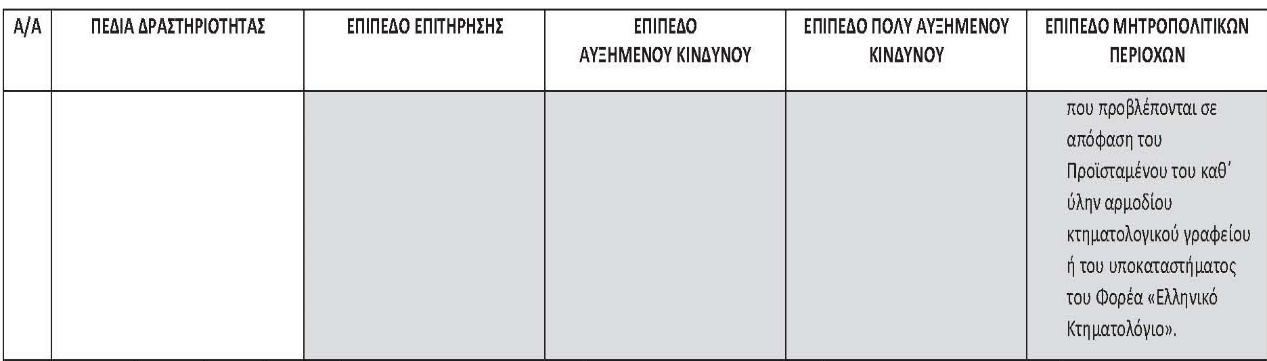 Α/Α ΠΕΔΙΑ ΔΡΑΣΤΗΡΙΟΤΗΤΑΣ ΕΠΙΠΕΔΟ ΕΠΙΤΗΡΗΣΗΣ ΕΠΙΠΕΔΟ ΕΠΙΠΕΔΟ ΠΟΛΥ ΑΥΞΗΜΕΝΟΥ ΕΠΙΠΕΔΟ ΜΗΤΡΟΠΟΛΙΤΙΚΩΝ
ΑΥΞΗΜΕΝΟΥ ΚΙΝΔΥΝΟΥ ΚΙΝΔΥΝΟΥ ΠΕΡΙΟΧΩΝ
που προβλέπονται σε
απόφαση του
Προϊσταμένου του καθ΄
ύλην αρμοδίου
κτηματολογικού γραφείου
ή του υποκαταστήματος
του Φορέα «Ελληνικό
Κτηματολόγιο».